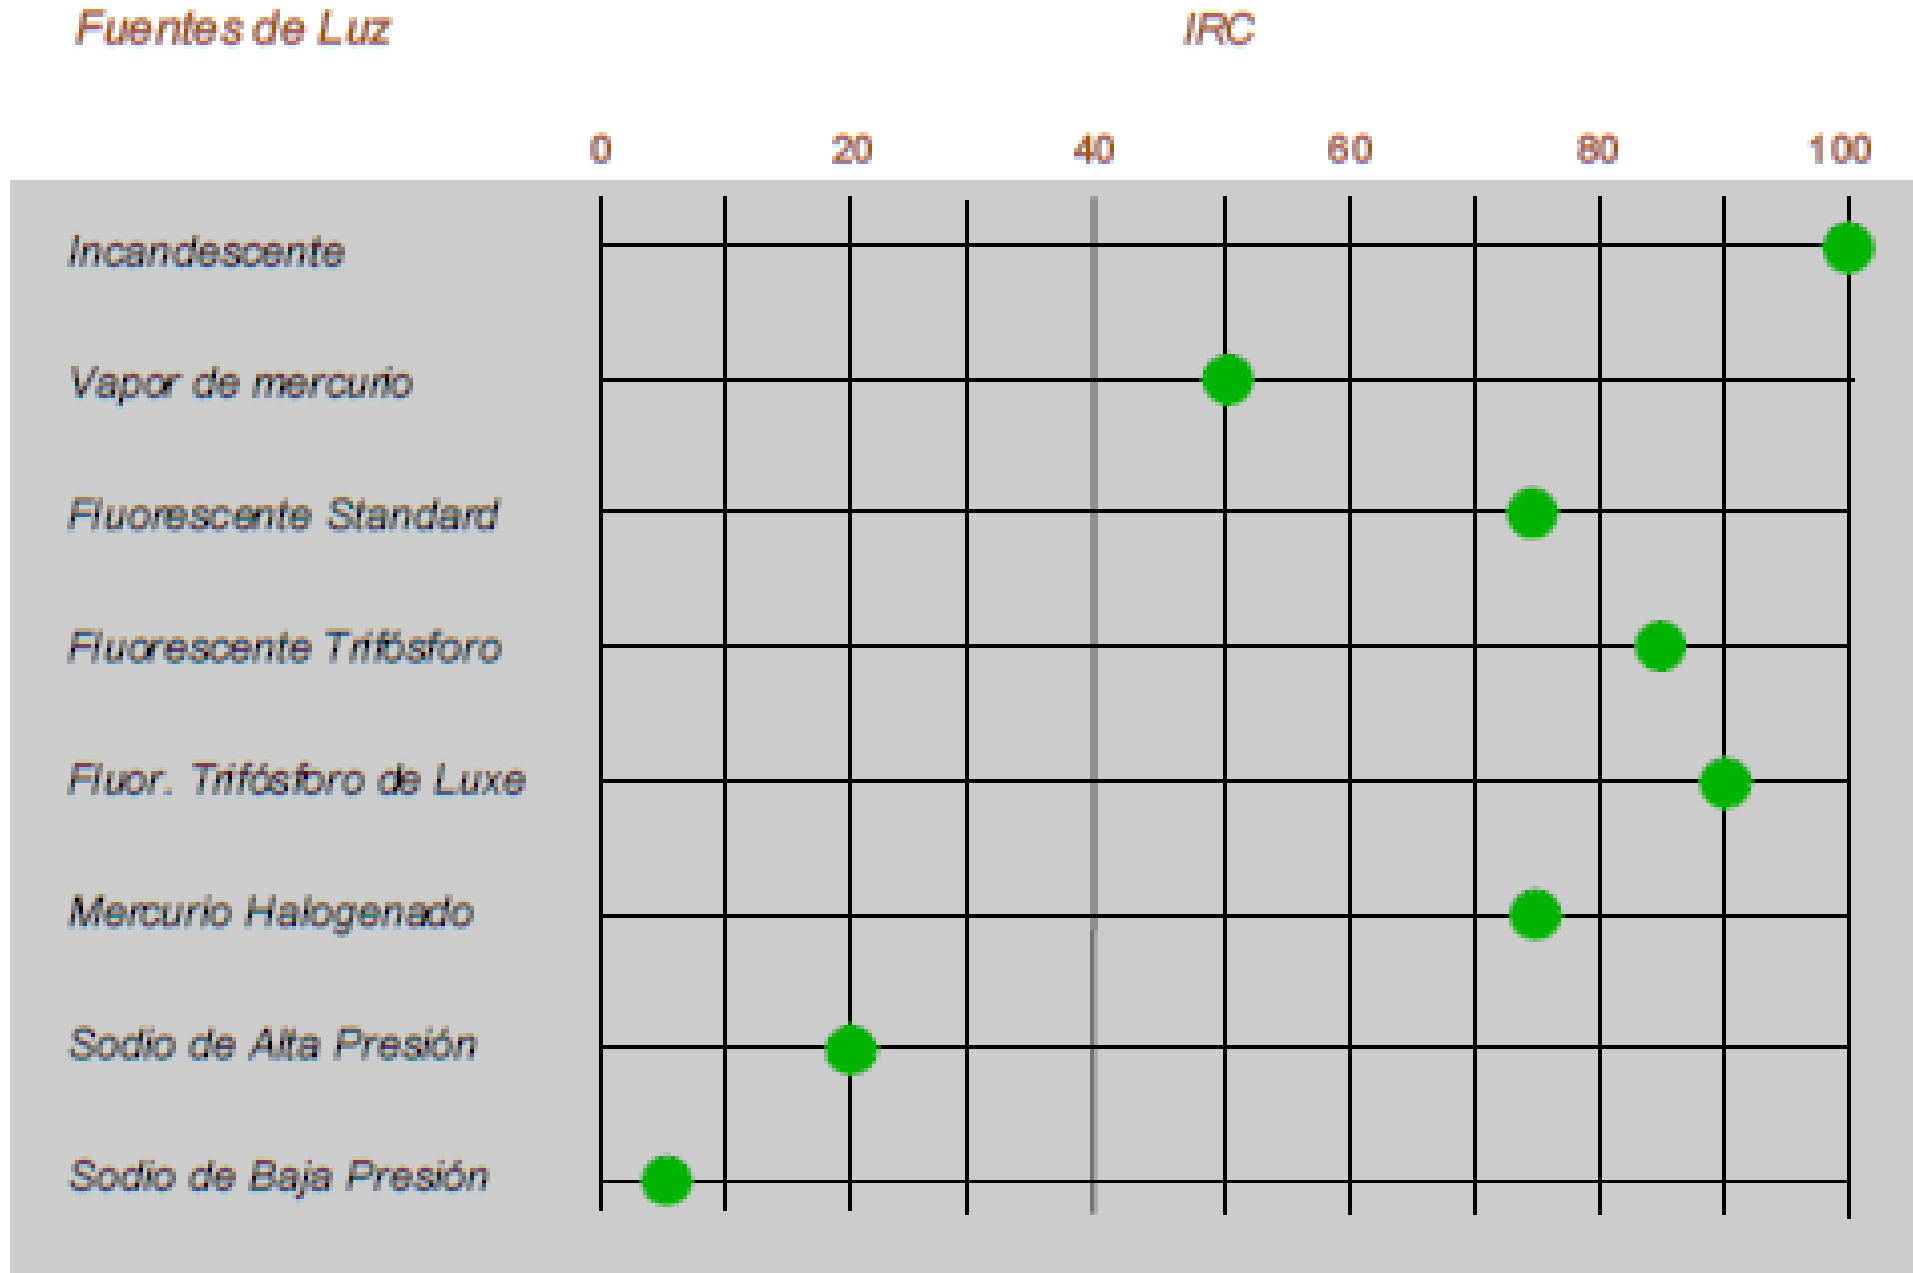 Fuentes de Luz IRC
0 20 40 60 80 100
Incandescente
Vapor de mercurio
Fluorescente Standard
Fluorescente Trifósforo
Fluor. Trifósforo de Luxe
Mercurio Halogenado
Sodio de Alta Presión
Sodio de Baja Presión